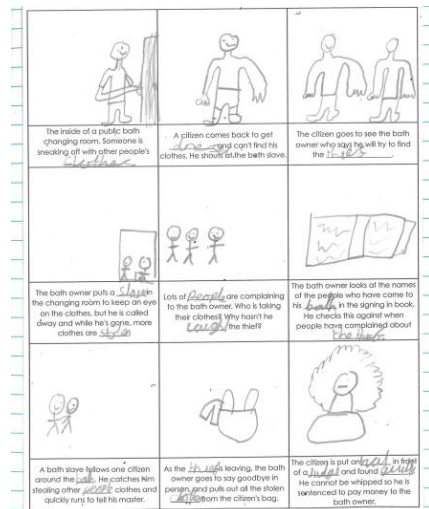 The inside of a public bath
changing room. Someone is
sneaking off with other people's
clothes
A citizen comes back to get
and can't find his
clothes. He shouts at the bath slave.
The citizen goes to see the bath
owner who says he will try to find
the
The bath owner puts a slave in
the changing room to keep an eye
on the clothes, but he is called
away and while he's gone, more
clothes are stolen
Lots of People are complaining
to the bath owner. Who is taking
their clothes? Why hasn't he
caught the thief?
The bath owner looks at the names
of the people who have come to
his bath in the signing in book.
He checks this against when
people have complained about
A bath slave follows one citizen
around the bath. He catches him
stealing other people clothes and
quickly runs to tell his master.
As the is leaving, the bath
owner goes to say goodbye in
person and pulls out all the stolen
from the citizen's bag.
The citizen is put on in front
of a judge and found guilty
He cannot be whipped so he is
sentenced to pay money to the
bath owner.